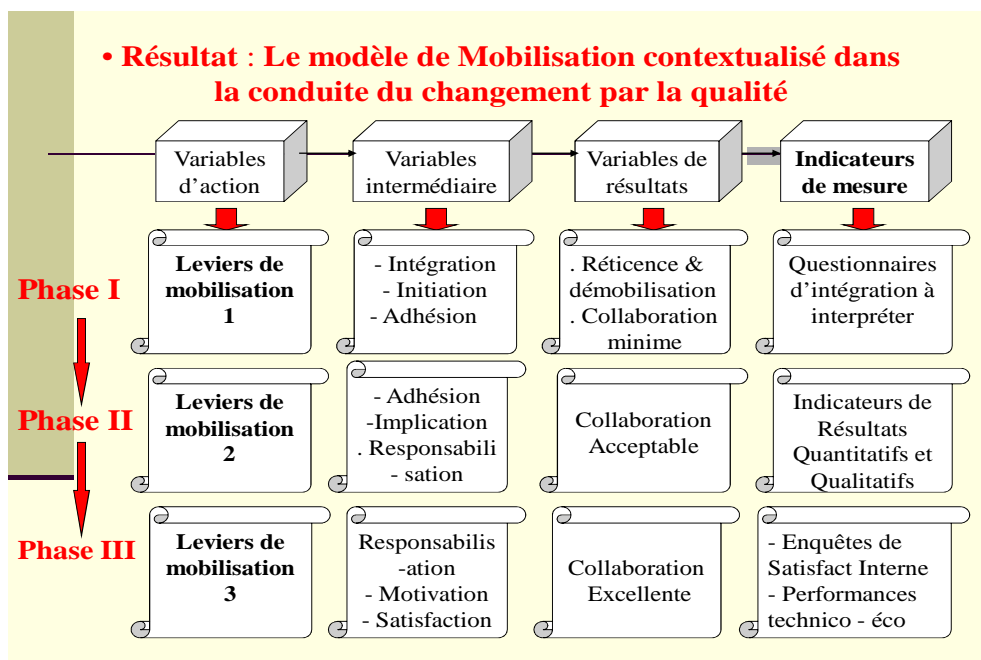 • Résultat : Le modèle de Mobilisation contextualisé dans
la conduite du changement par la qualité
Variables
d’action
Variables
intermédiaire
Variables de
résultats
Indicateurs
de mesure
Phase I
Leviers de
mobilisation
1
- Intégration
- Initiation
- Adhésion
. Réticence &
démobilisation
. Collaboration
minime
Questionnaires
d’intégration à
interpréter
Phase II
Leviers de
mobilisation
2
- Adhésion
-Implication
. Responsabili
- sation
Collaboration
Acceptable
Indicateurs de
Résultats
Quantitatifs et
Qualitatifs
Phase III
Leviers de
mobilisation
3
Responsabilis
-ation
- Motivation
- Satisfaction
Collaboration
Excellente
- Enquêtes de
Satisfact Interne
- Performances
technico - éco